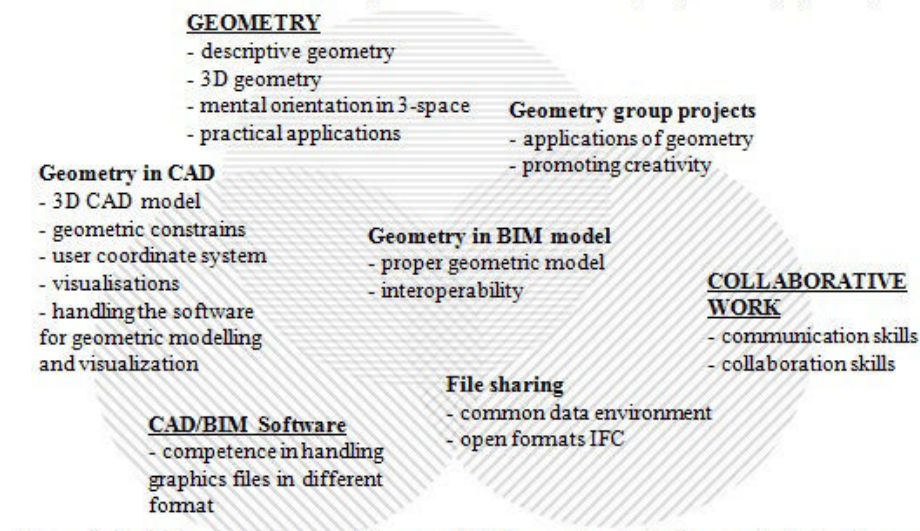 GEOMETRY
- descriptive geometry
- 3D geometry
- mental orientation in 3-space
- practical applications
Geometry group projects
- applications of geometry
- promoting creativity
Geometry in CAD
- 3D CAD model
- geometric constrains
- user coordinate system
- visualisations
- handling the software
for geometric modelling
and visualization
Geometry in BIM model
- proper geometric model
- interoperability
COLLABORATIVE
WORK
- communication skills
- collaboration skills
File sharing
- common data environment
- open formats IFC
CAD/BIM Software
- competence in handling
graphics files in different
format